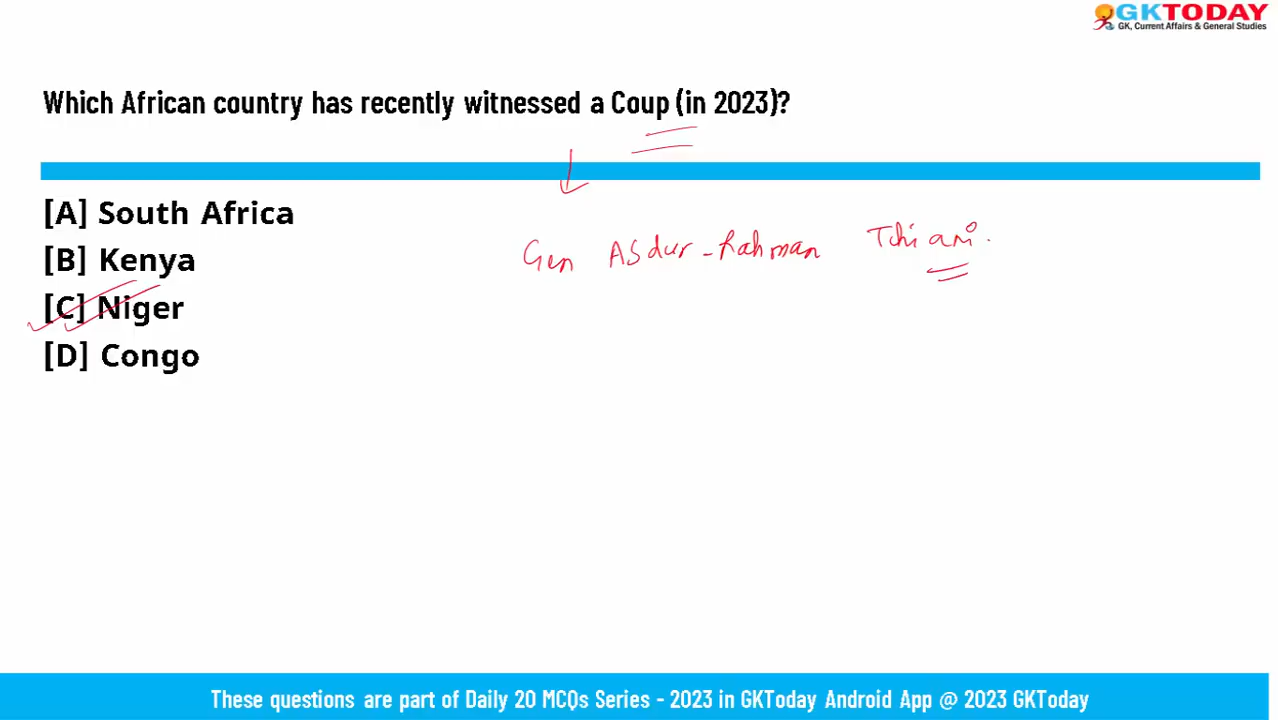 GKTODAY
GK, Current Affairs & General Studies
Which African country has recently witnessed a Coup (in 2023)?
[A] South Africa
[B] Kenya
[C] Niger
[D] Congo
Gen Abdur-Rahman Tchiani.
These questions are part of Daily 20 MCQs Series - 2023 in GKToday Android App @ 2023 GKToday